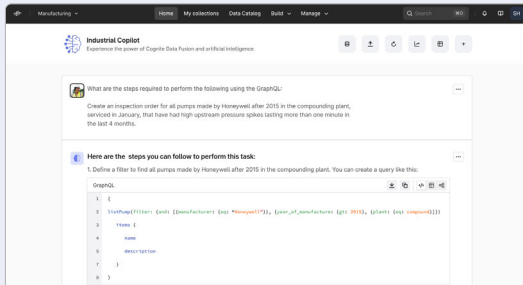 Manufacturing
Home My collections Data Catalog Build Manage
Search ⌘O
SH
Industrial Copilot
Experience the power of Cognite Data Fusion and artificial intelligence.
What are the steps required to perform the following using the GraphQL:
Create an inspection order for all pumps made by Honeywell after 2015 in the compounding plant,
serviced in January, that have had high upstream pressure spikes lasting more than one minute in
the last 4 months.
Here are the steps you can follow to perform this task:
1. Define a filter to find all pumps made by Honeywell after 2015 in the compounding plant. You can create a query like this:
GraphQL
1 {
2 listPump(filter: {and: [{manufacturer: {eq: "Honeywell"}}, {year_of_manufacture: {gt: 2015}, {plant: {eq: compound}}]})
3 items {
4 name
5 description
6 }
7 }
8 }